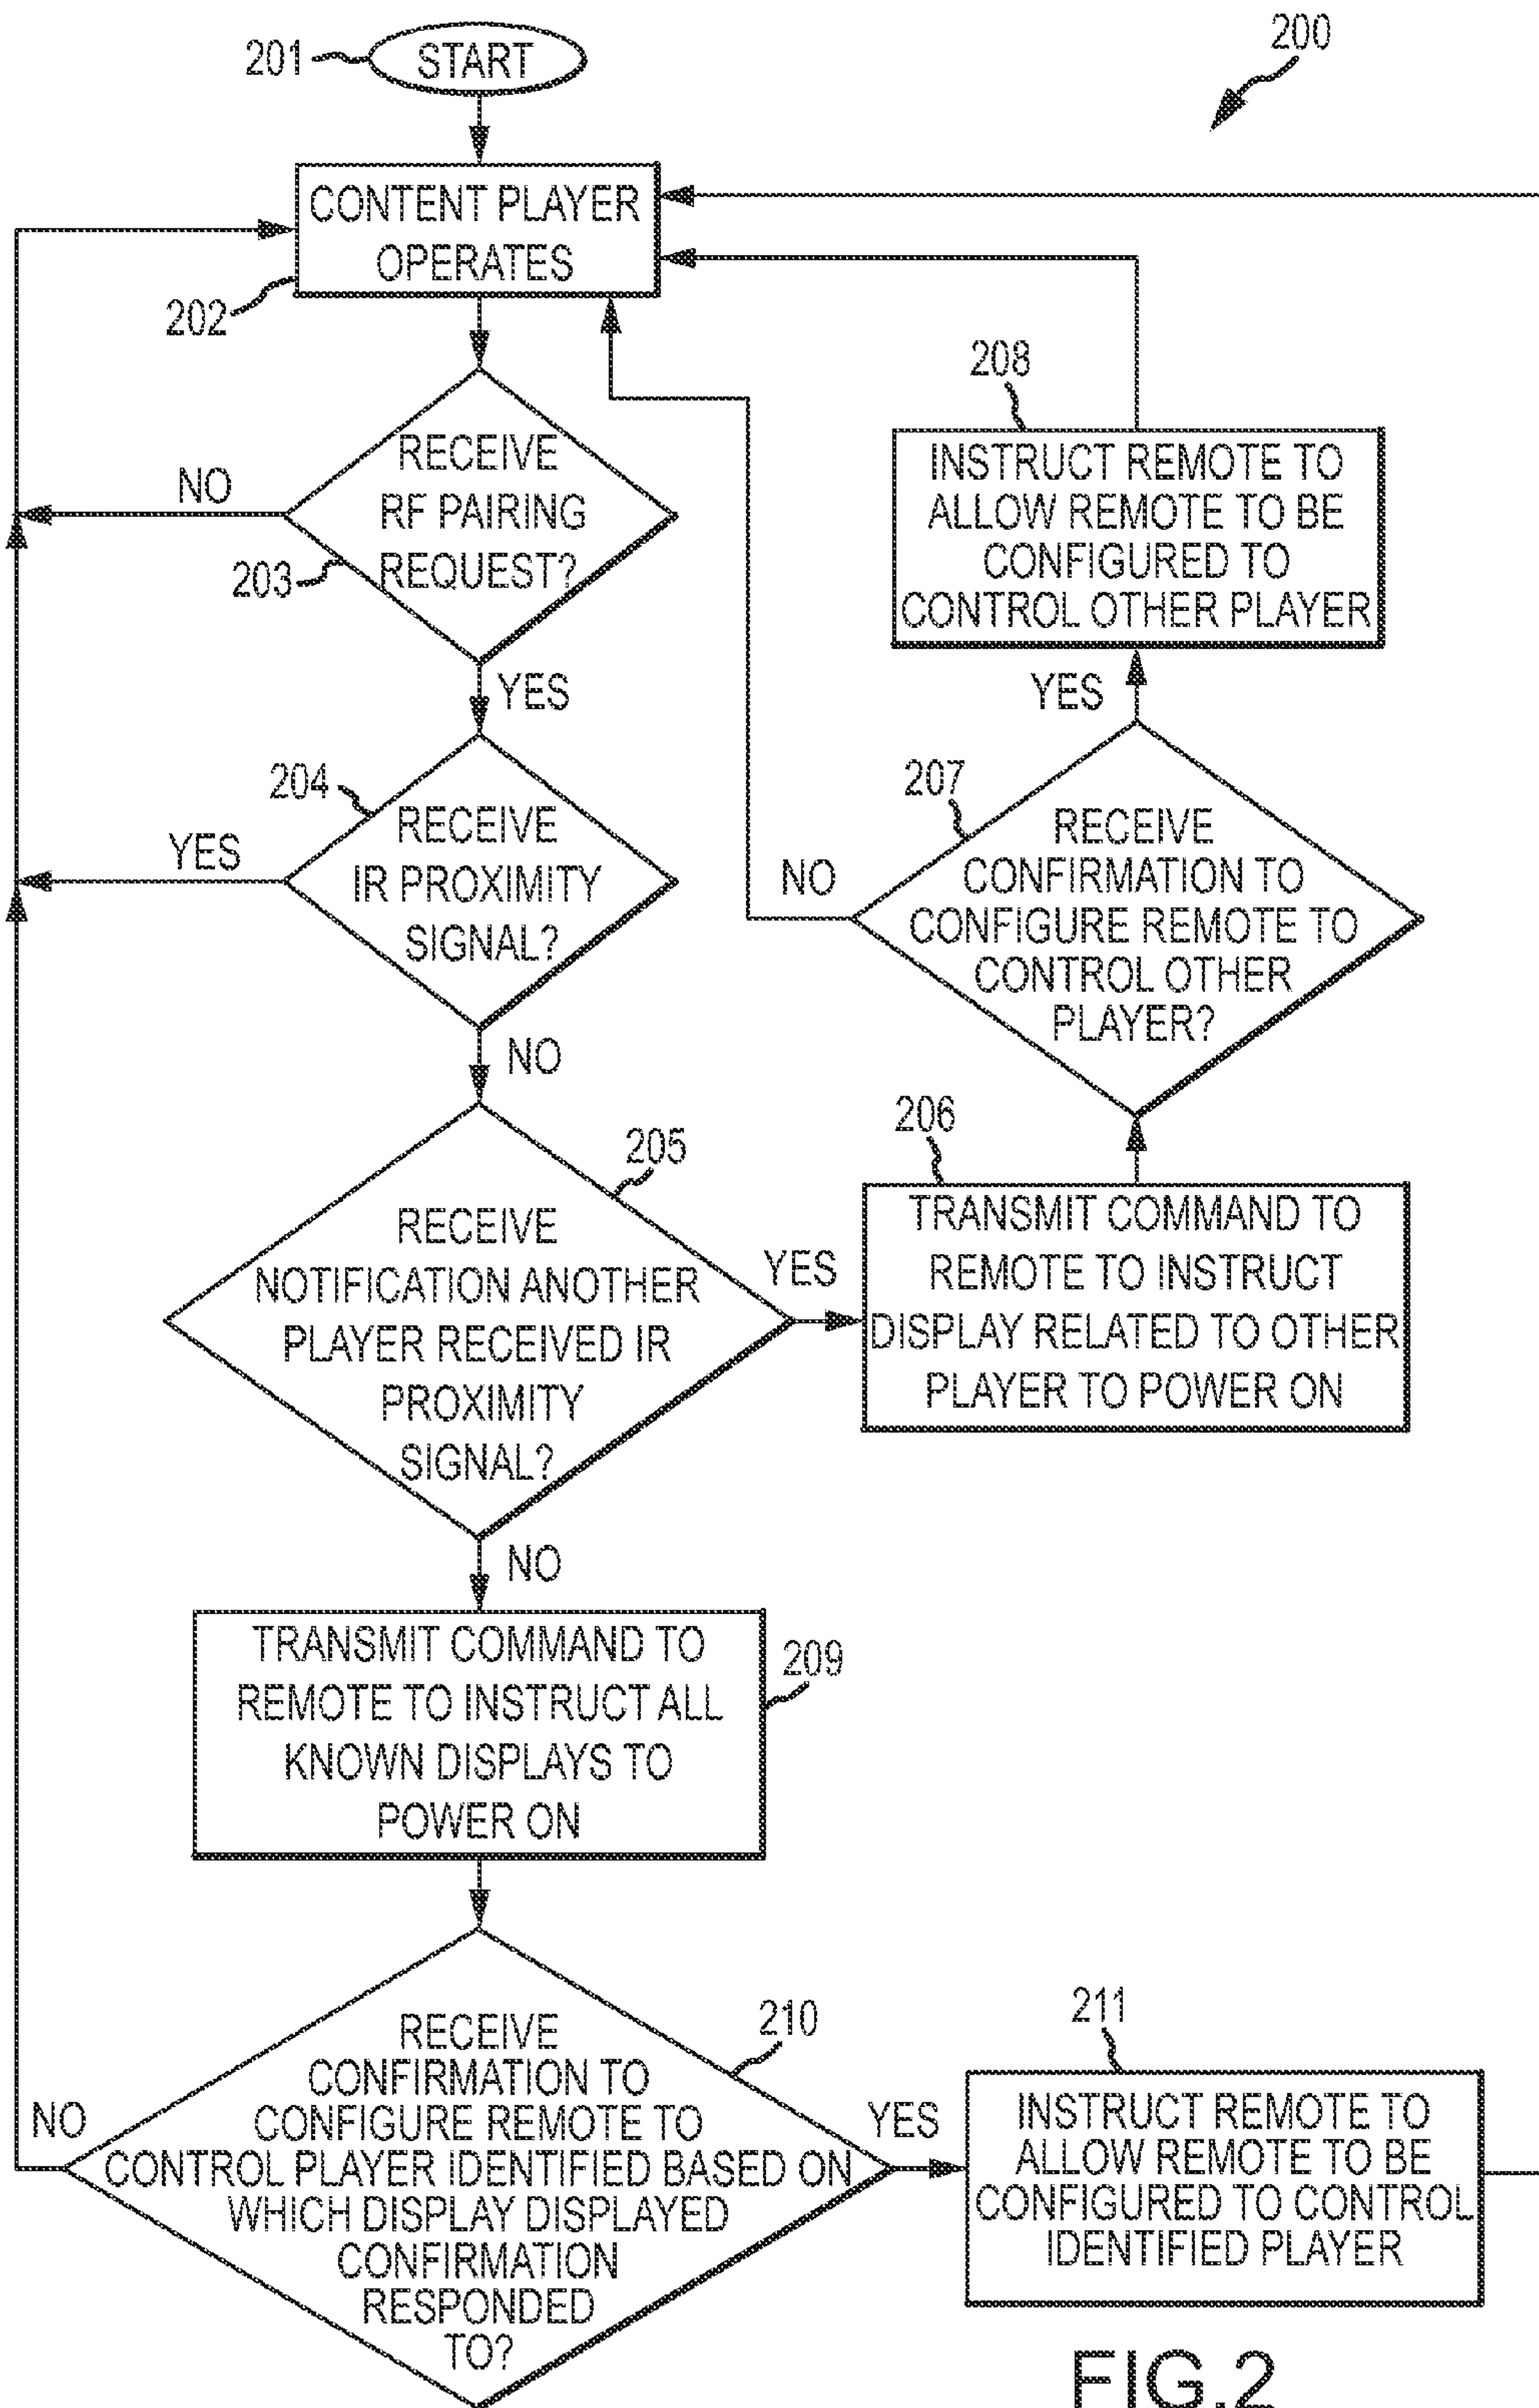 200
201
START
CONTENT PLAYER
OPERATES
202
RECEIVE
RF PAIRING
REQUEST?
203
NO
YES
204
RECEIVE
IR PROXIMITY
SIGNAL?
YES
NO
205
RECEIVE
NOTIFICATION ANOTHER
PLAYER RECEIVED IR
PROXIMITY
SIGNAL?
YES
NO
206
TRANSMIT COMMAND TO
REMOTE TO INSTRUCT
DISPLAY RELATED TO OTHER
PLAYER TO POWER ON
207
RECEIVE
CONFIRMATION TO
CONFIGURE REMOTE TO
CONTROL OTHER
PLAYER?
NO
YES
208
INSTRUCT REMOTE TO
ALLOW REMOTE TO BE
CONFIGURED TO
CONTROL OTHER PLAYER
TRANSMIT COMMAND TO
REMOTE TO INSTRUCT ALL
KNOWN DISPLAYS TO
POWER ON
209
210
RECEIVE
CONFIRMATION TO
CONFIGURE REMOTE TO
CONTROL PLAYER IDENTIFIED BASED ON
WHICH DISPLAY DISPLAYED
CONFIRMATION
RESPONDED
TO?
NO
YES
211
INSTRUCT REMOTE TO
ALLOW REMOTE TO BE
CONFIGURED TO CONTROL
IDENTIFIED PLAYER
FIG.2